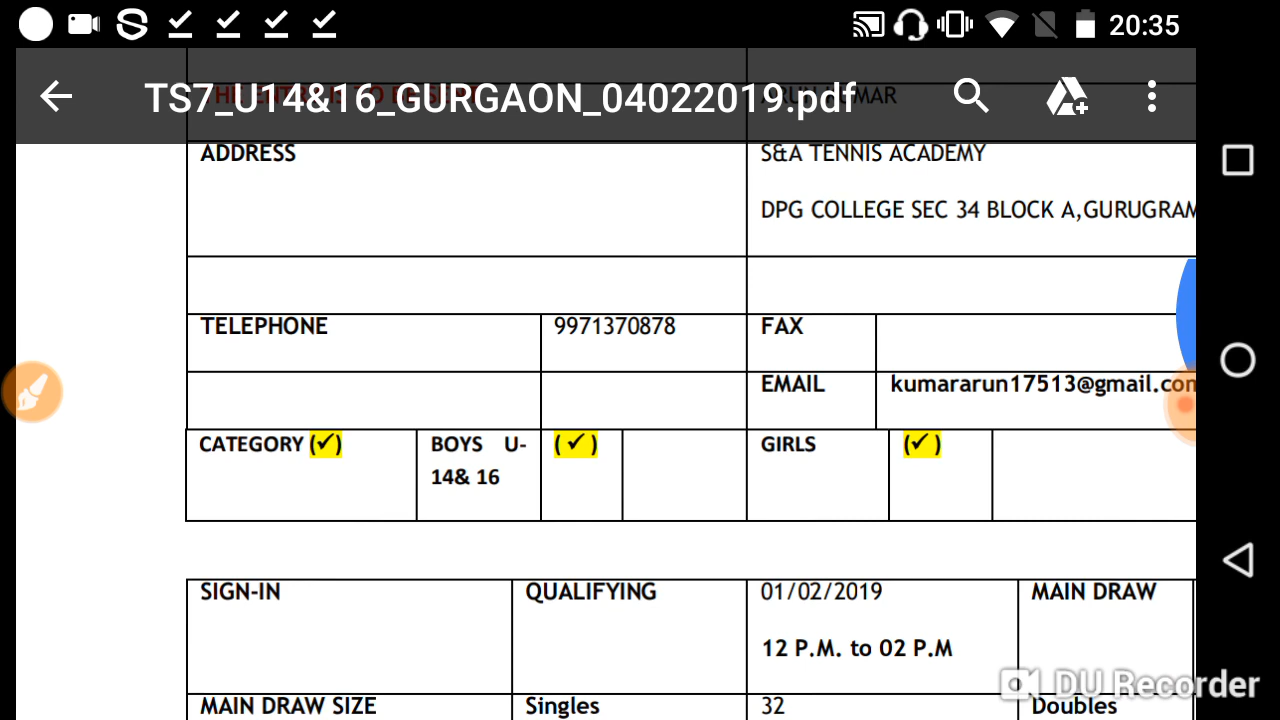 20:35
TS7_U14&16_GURGAON_04022019.pdf
ARUN KUMAR
ADDRESS
S&A TENNIS ACADEMY
DPG COLLEGE SEC 34 BLOCK A,GURUGRAM
TELEPHONE 9971370878 FAX
EMAIL kumararun17513@gmail.com
CATEGORY (✓) BOYS U- (✓) GIRLS (✓)
14& 16
SIGN-IN QUALIFYING 01/02/2019 MAIN DRAW
12 P.M. to 02 P.M
DU Recorder
MAIN DRAW SIZE Singles 32 Doubles